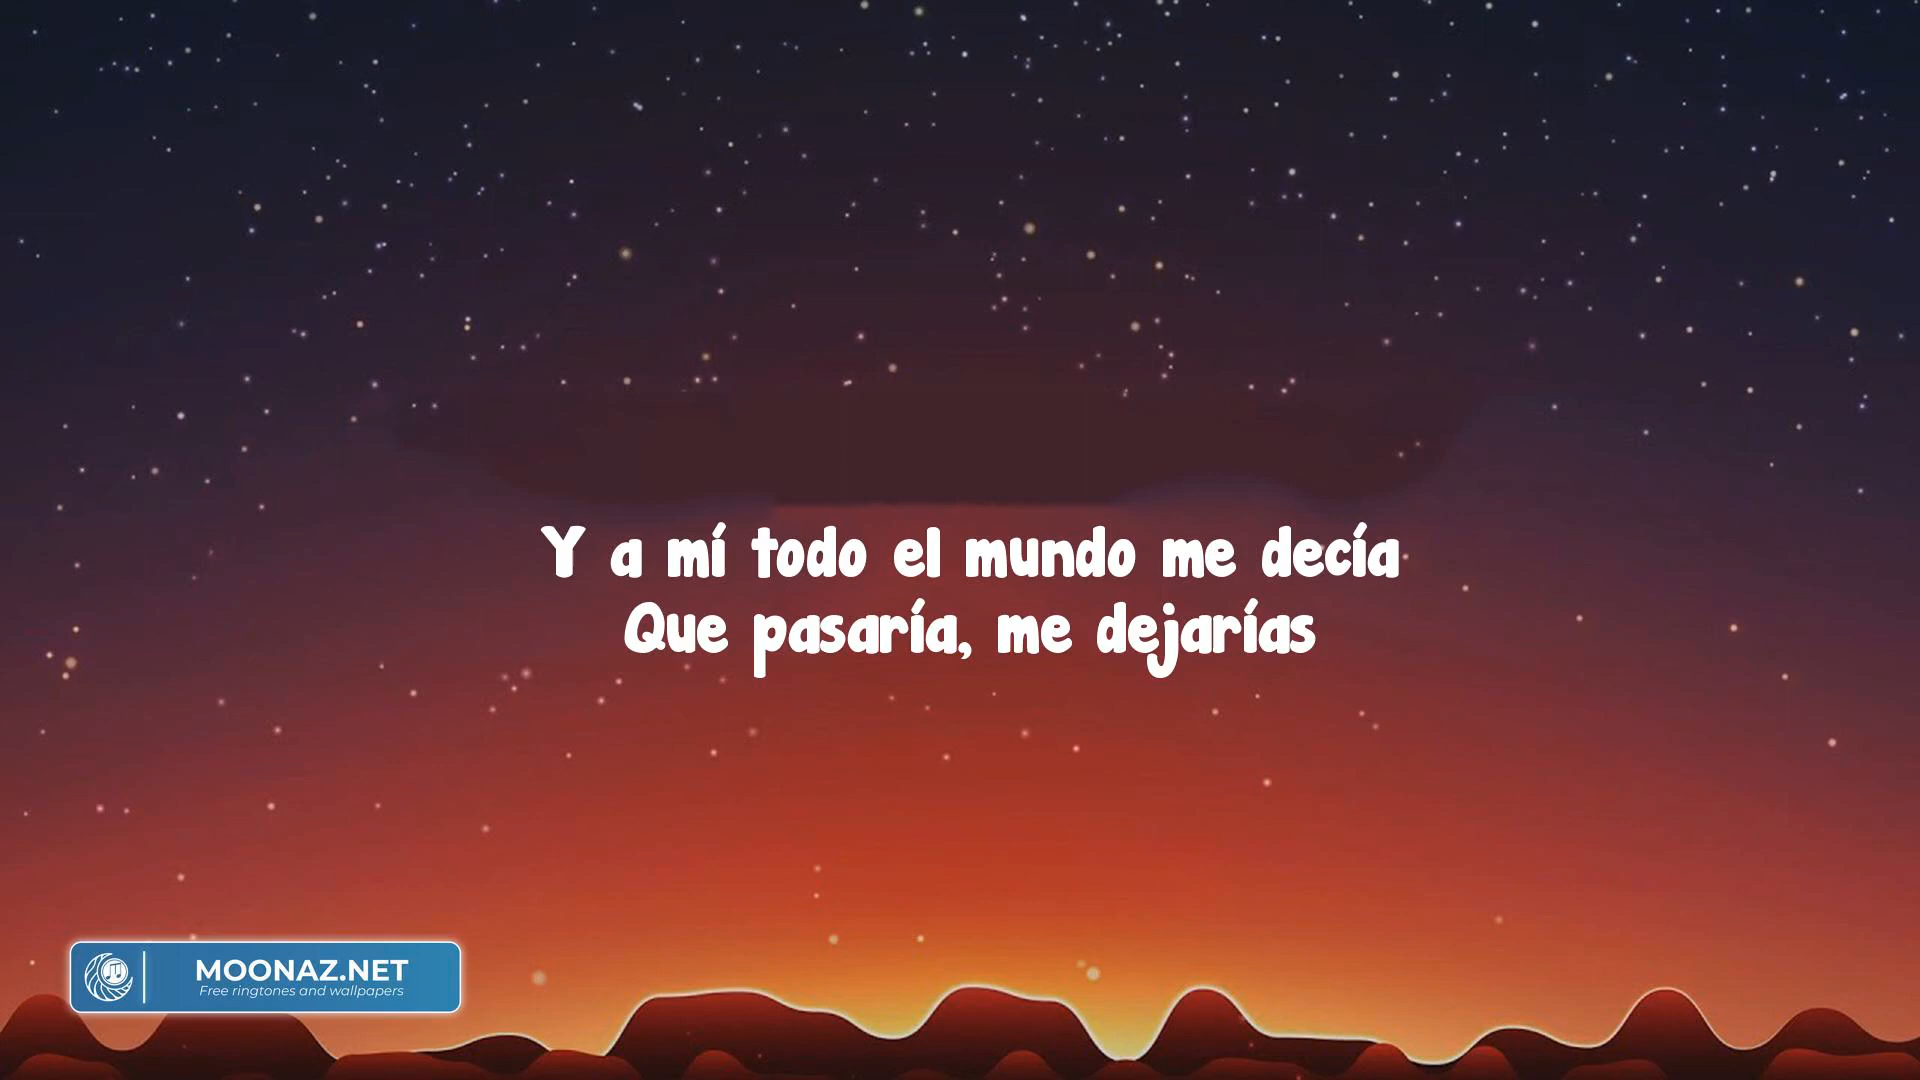 Y a mí todo el mundo me decía
Que pasaría, me dejarías
MOONAZ.NET
Free ringtones and wallpapers